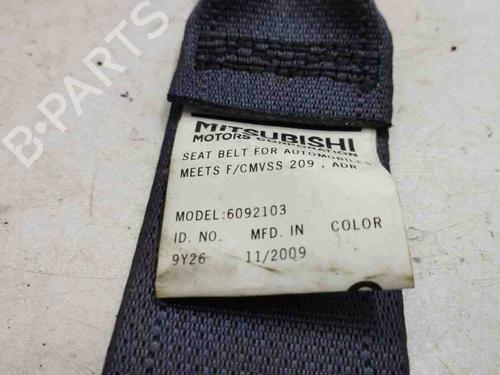 MITSUBISHI
MOTORS CORPORATION
SEAT BELT FOR AUTOMOBILES
MEETS F/CMVSS 209 , ADR
MODEL:6092103
ID. NO. MFD. IN COLOR
9Y26 11/2009
B-PARTS